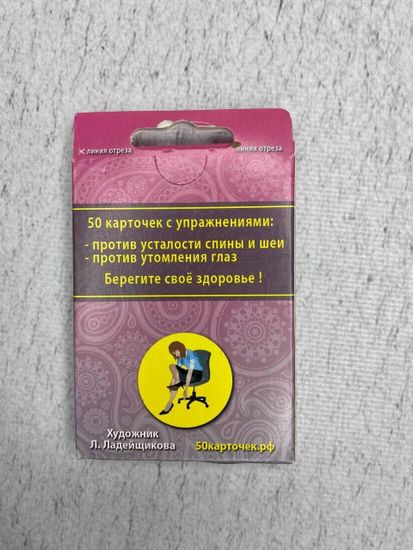 линия отреза
линия отреза
50 карточек с упражнениями:
- против усталости спины и шеи
- против утомления глаз
Берегите своё здоровье !
Художник
Л. Ладейщикова
50карточек.рф